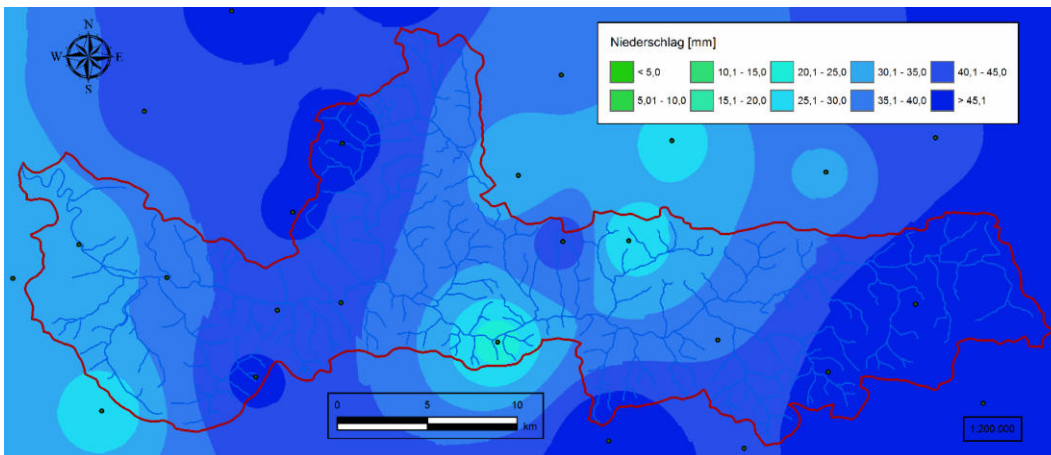 N
W E
S
Niederschlag [mm]
< 5,0 10,1 - 15,0 20,1 - 25,0 30,1 - 35,0 40,1 - 45,0
5,01 - 10,0 15,1 - 20,0 25,1 - 30,0 35,1 - 40,0 > 45,1
0 5 10
km
1:200.000